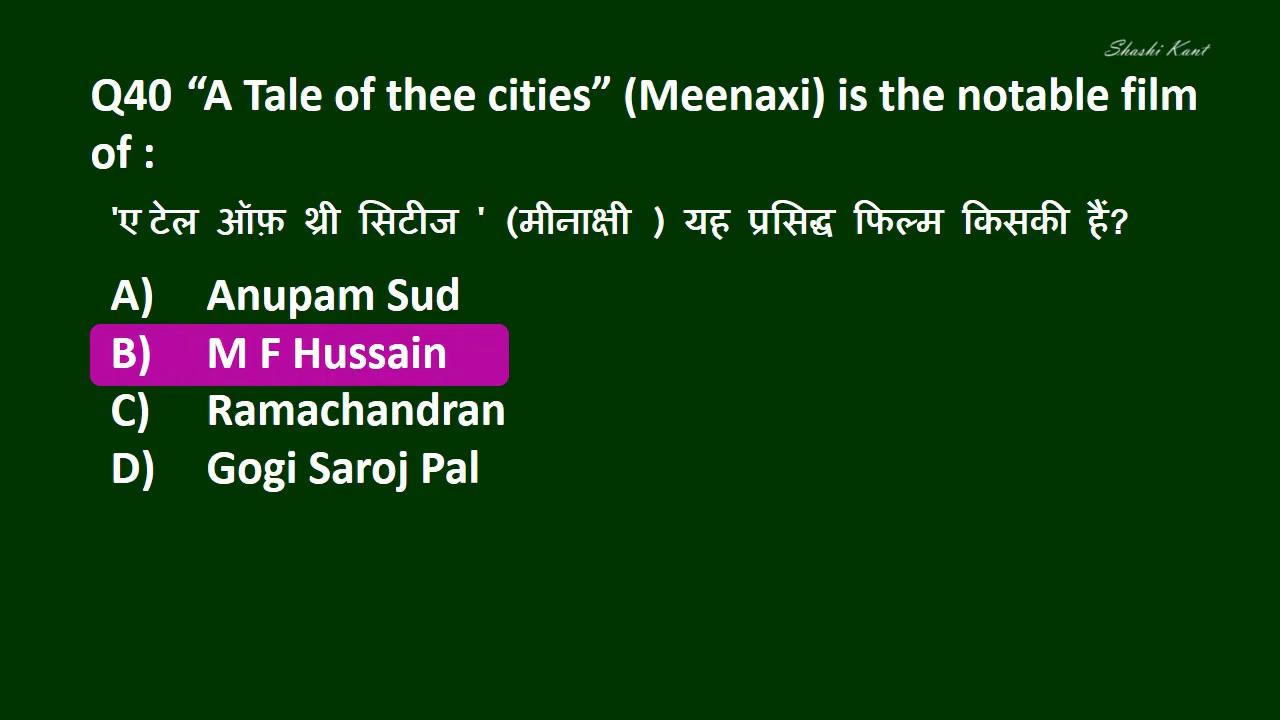 Shashi Kant
Q40 “A Tale of thee cities” (Meenaxi) is the notable film
of :
'ए टेल ऑफ़ थ्री सिटीज ' (मीनाक्षी ) यह प्रसिद्ध फिल्म किसकी हैं?
A) Anupam Sud
B) M F Hussain
C) Ramachandran
D) Gogi Saroj Pal